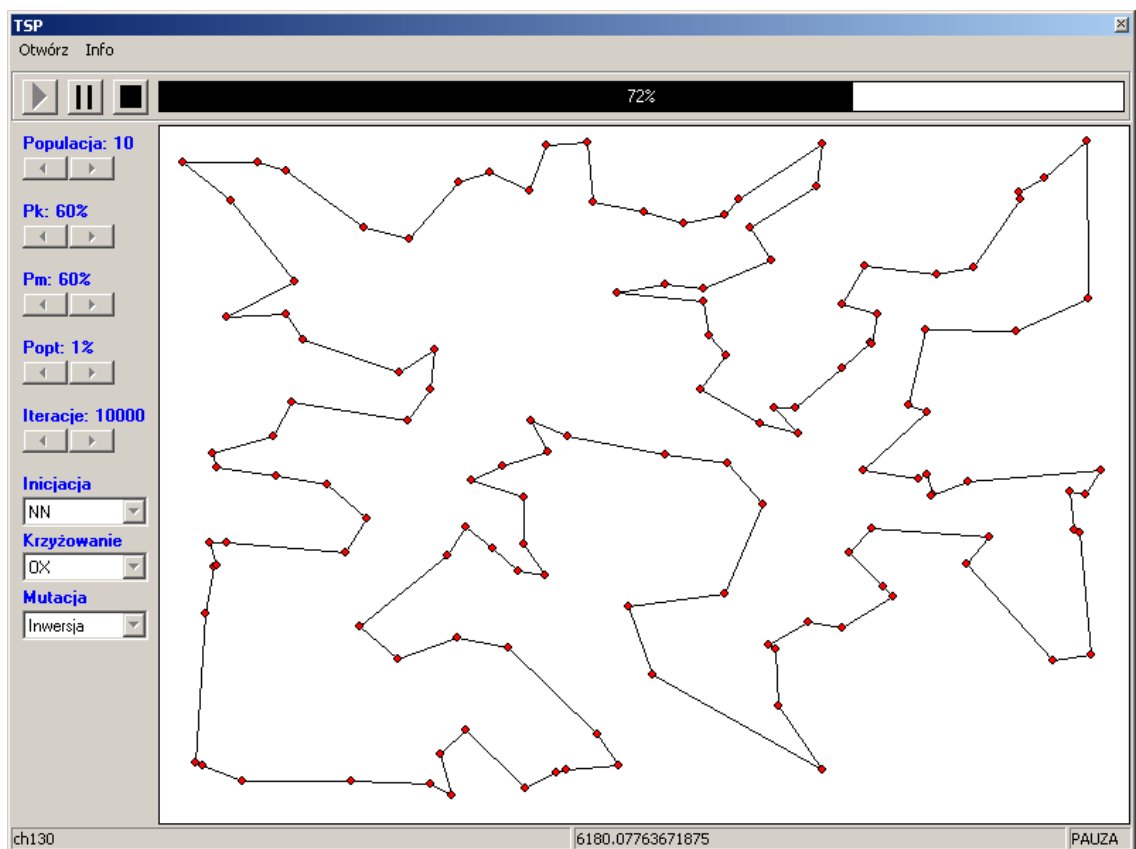 TSP
Otwórz Info
72%
Populacja: 10
Pk: 60%
Pm: 60%
Popt: 1%
Iteracje: 10000
Inicjacja
NN
Krzyżowanie
OX
Mutacja
Inwersja
ch130 6180.07763671875 PAUZA